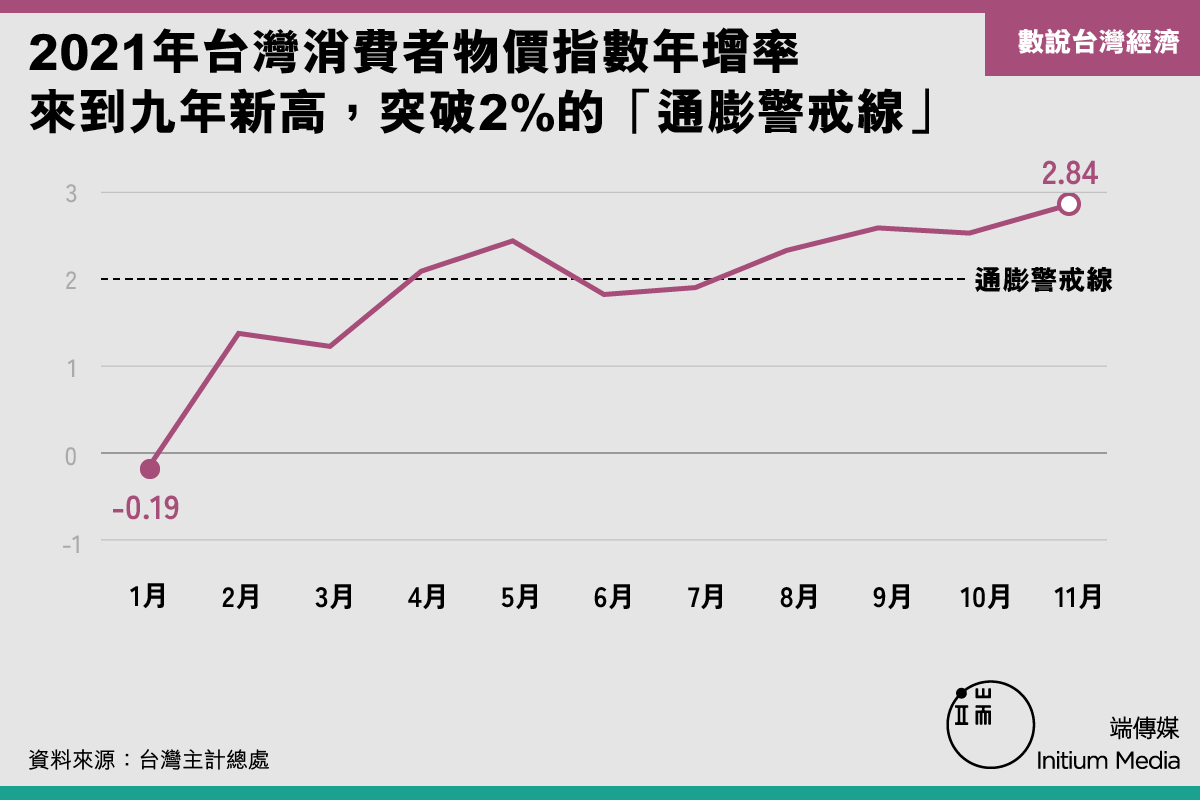 2021年台灣消費者物價指數年增率
來到九年新高，突破2%的「通膨警戒線」
數說台灣經濟
2.84
3
2
通膨警戒線
1
0
-0.19
-1
1月 2月 3月 4月 5月 6月 7月 8月 9月 10月 11月
端
端傳媒
Initium Media
資料來源：台灣主計總處